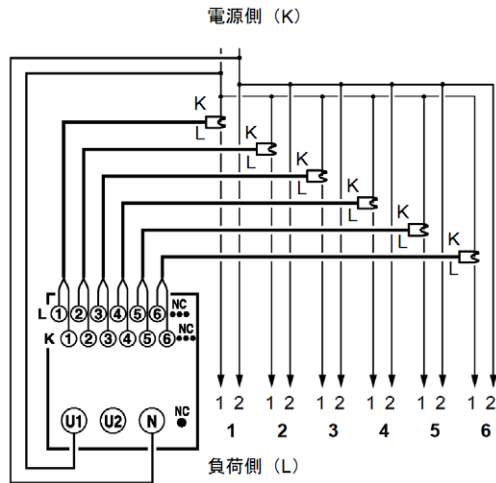 電源側（K）
K
L
K
L
K
L
K
L
K
L
K
L
L ① ② ③ ④ ⑤ ⑥ NC
K ① ② ③ ④ ⑤ ⑥ NC
U1 U2 N NC
1 2 1 2 1 2 1 2 1 2 1 2
1 2 3 4 5 6
負荷側（L）